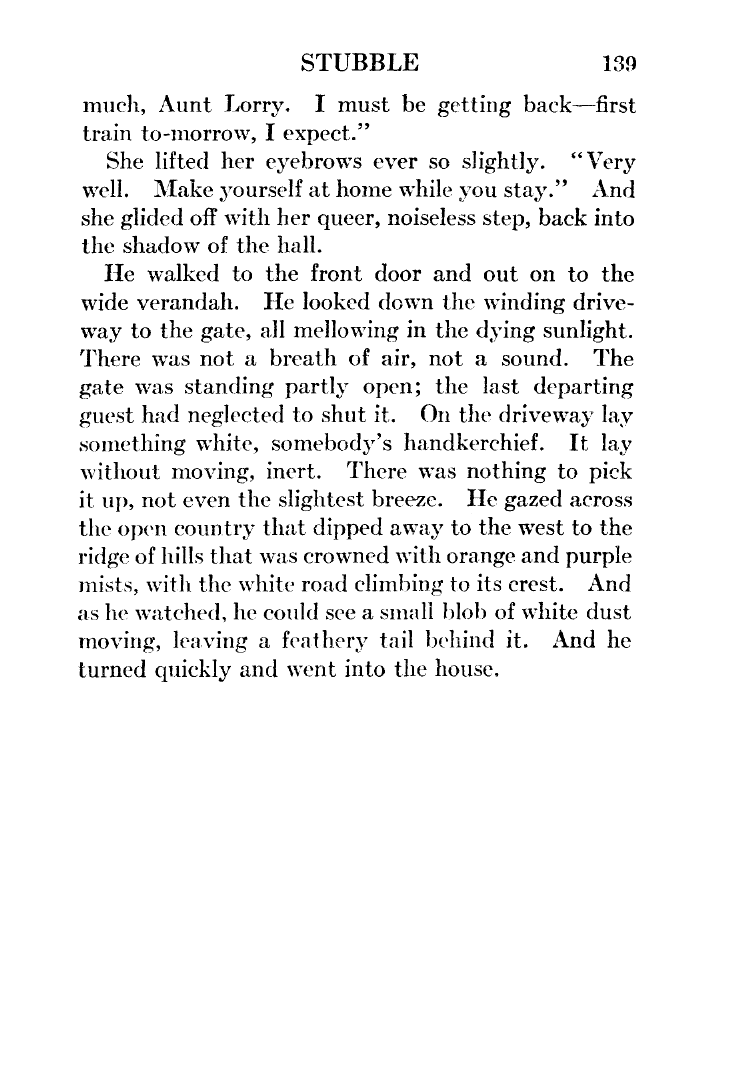 STUBBLE 139
much, Aunt Lorry. I must be getting back—first
train to-morrow, I expect.”
She lifted her eyebrows ever so slightly. “Very
well. Make yourself at home while you stay.” And
she glided off with her queer, noiseless step, back into
the shadow of the hall.
He walked to the front door and out on to the
wide verandah. He looked down the winding drive-
way to the gate, all mellowing in the dying sunlight.
There was not a breath of air, not a sound. The
gate was standing partly open; the last departing
guest had neglected to shut it. On the driveway lay
something white, somebody’s handkerchief. It lay
without moving, inert. There was nothing to pick
it up, not even the slightest breeze. He gazed across
the open country that dipped away to the west to the
ridge of hills that was crowned with orange and purple
mists, with the white road climbing to its crest. And
as he watched, he could see a small blob of white dust
moving, leaving a feathery tail behind it. And he
turned quickly and went into the house.